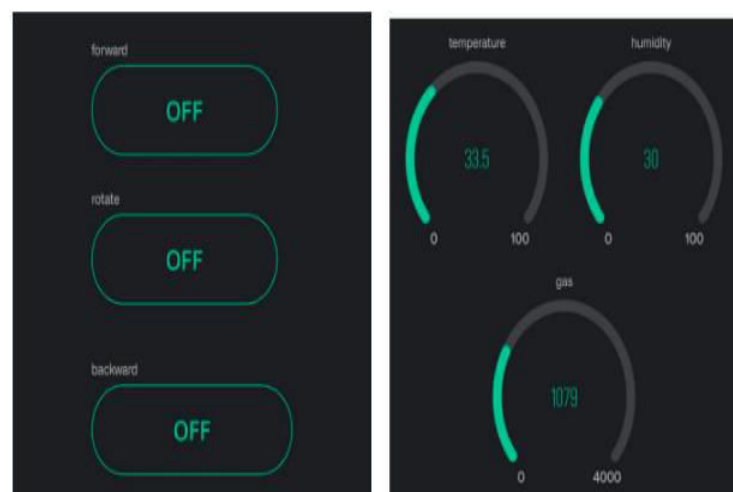 forward
OFF
rotate
OFF
backward
OFF
temperature
33.5
0 100
humidity
30
0 100
gas
1079
0 4000